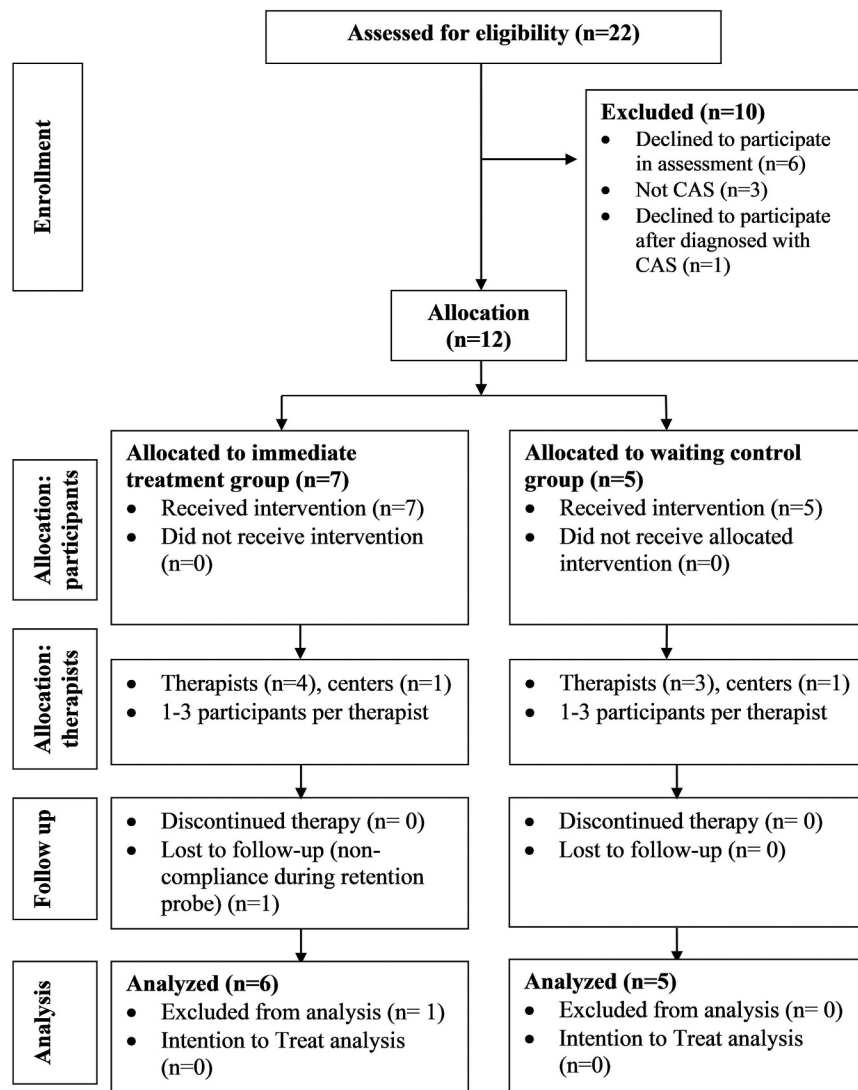 Assessed for eligibility (n=22)
Enrollment
Excluded (n=10)
• Declined to participate
in assessment (n=6)
• Not CAS (n=3)
• Declined to participate
after diagnosed with
CAS (n=1)
Allocation
(n=12)
Allocation:
participants
Allocated to immediate
treatment group (n=7)
• Received intervention (n=7)
• Did not receive intervention
(n=0)
Allocated to waiting control
group (n=5)
• Received intervention (n=5)
• Did not receive allocated
intervention (n=0)
Allocation:
therapists
• Therapists (n=4), centers (n=1)
• 1-3 participants per therapist
• Therapists (n=3), centers (n=1)
• 1-3 participants per therapist
Follow up
• Discontinued therapy (n= 0)
• Lost to follow-up (non-
compliance during retention
probe) (n=1)
• Discontinued therapy (n= 0)
• Lost to follow-up (n= 0)
Analysis
Analyzed (n=6)
• Excluded from analysis (n= 1)
• Intention to Treat analysis
(n=0)
Analyzed (n=5)
• Excluded from analysis (n= 0)
• Intention to Treat analysis
(n=0)